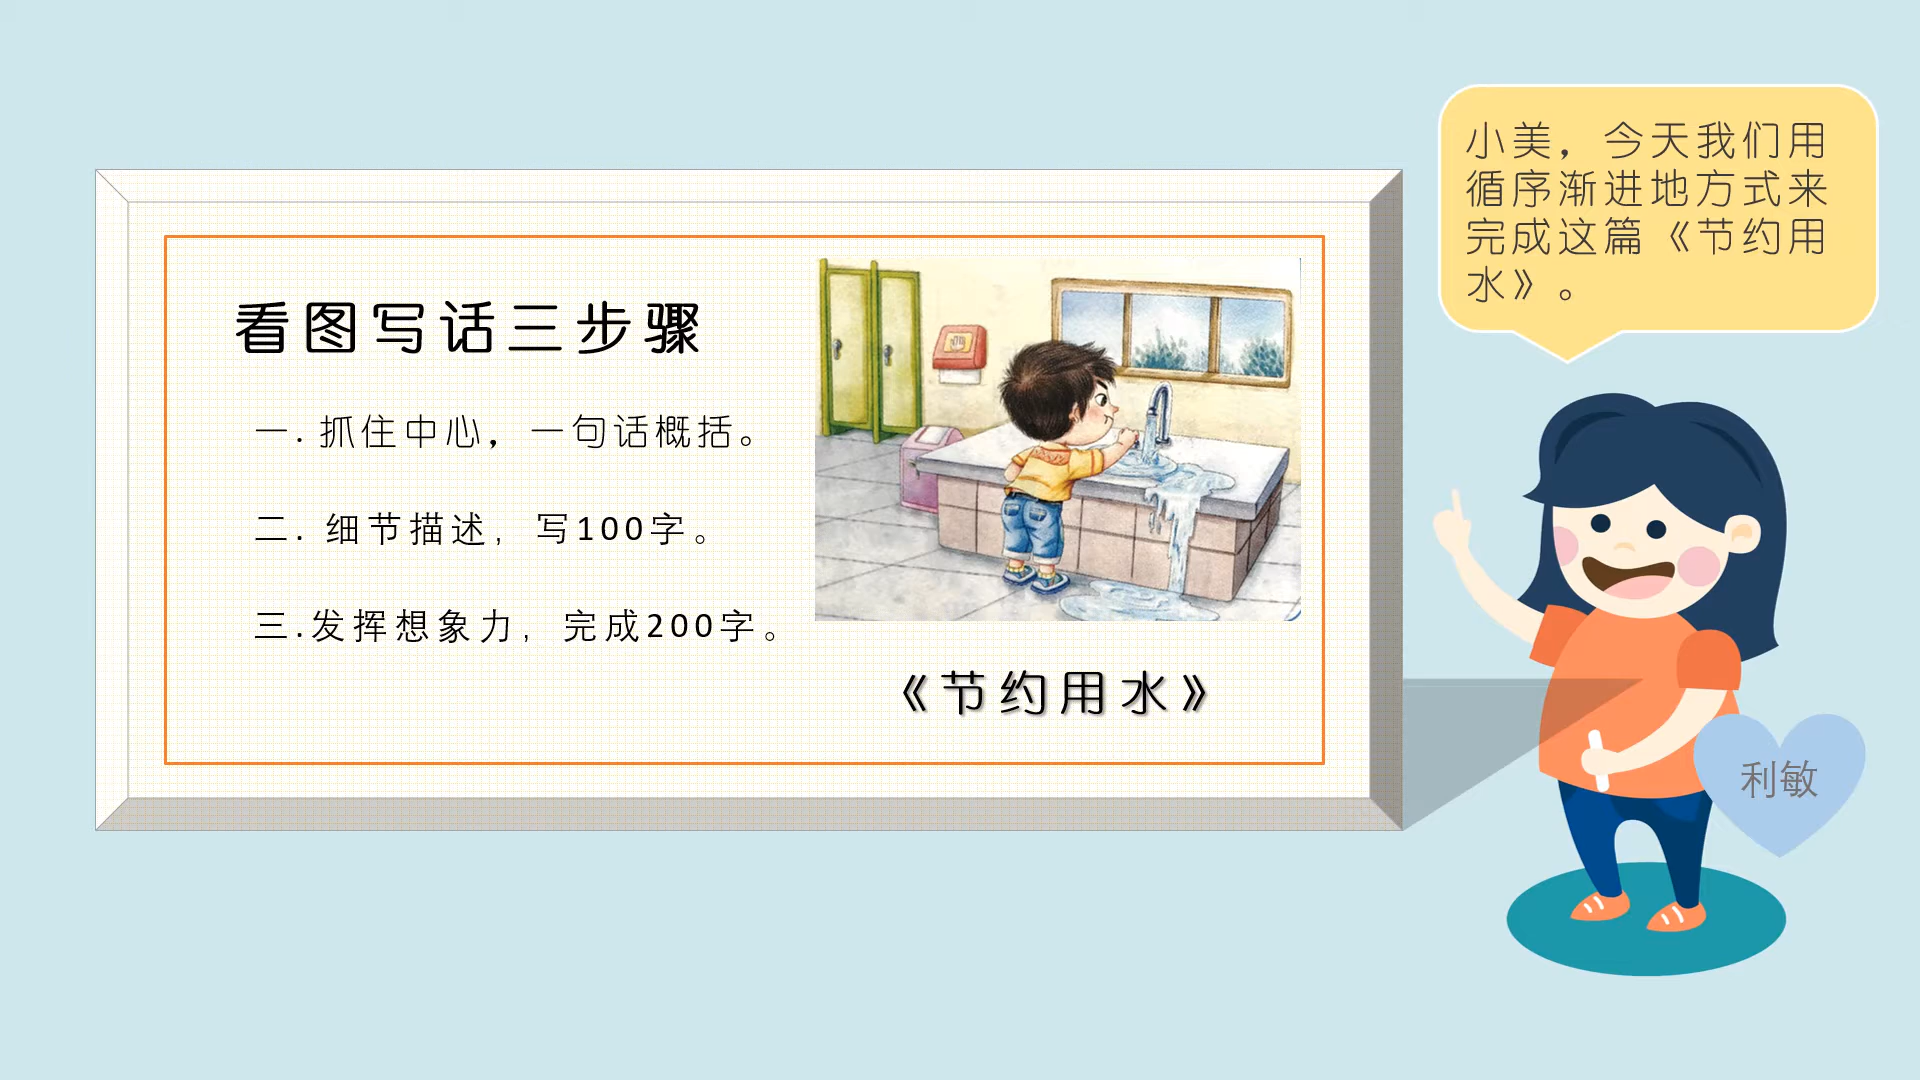 小美，今天我们用
循序渐进地方式来
完成这篇《节约用
水》。
看图写话三步骤
一. 抓住中心，一句话概括。
二. 细节描述， 写100字。
三.发挥想象力， 完成200字。
《节约用水》
利敏